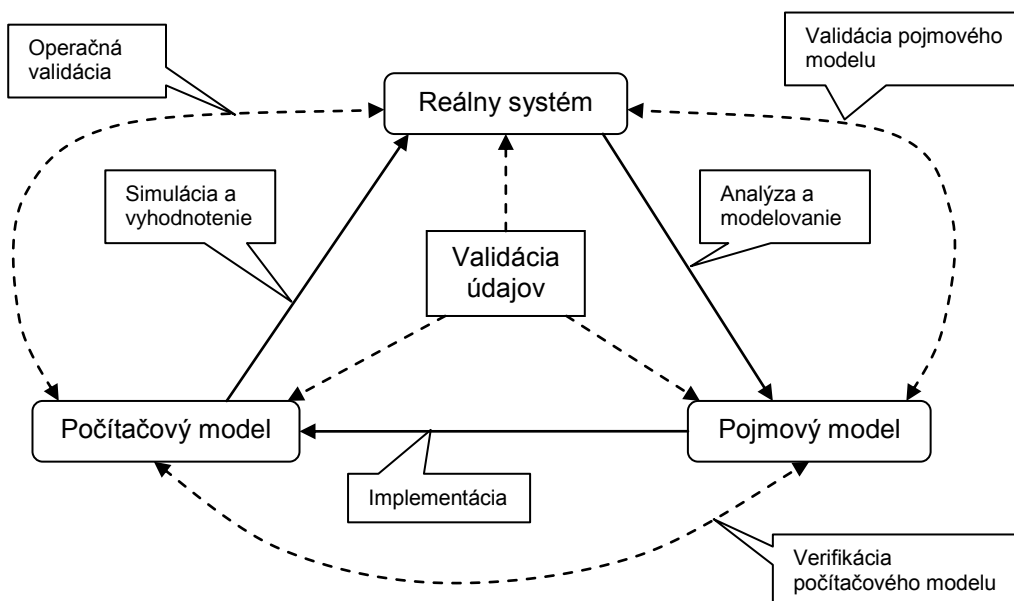 Operačná
validácia
Validácia pojmového
modelu
Reálny systém
Simulácia a
vyhodnotenie
Analýza a
modelovanie
Validácia
údajov
Počítačový model
Pojmový model
Implementácia
Verifikácia
počítačového modelu